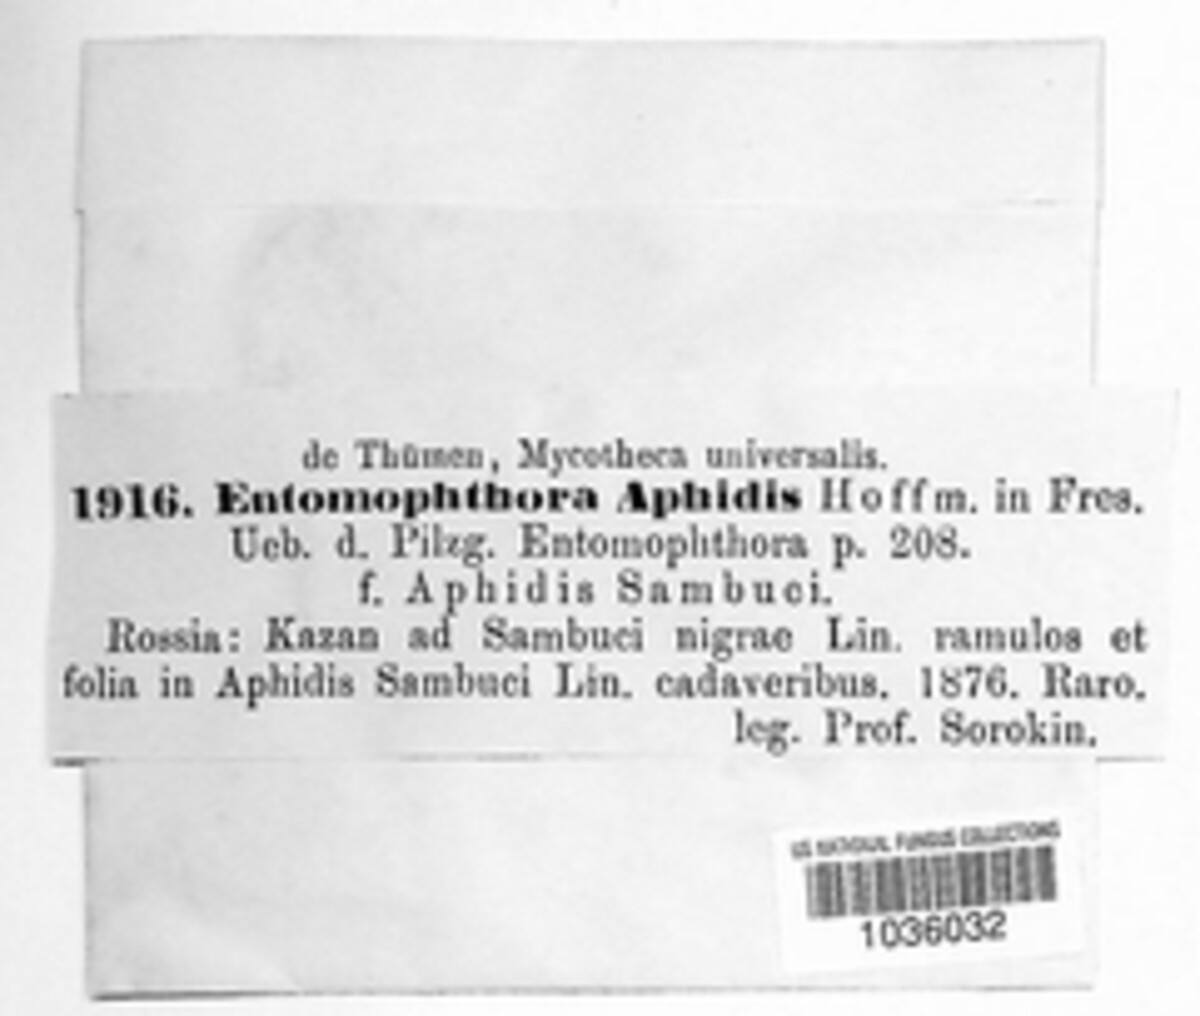 de Thümen, Mycotheca universalis.
1916. Entomophthora Aphidis Hoffm. in Fres.
Ueb. d. Pilzg. Entomophthora p. 208.
f. Aphidis Sambuci.
Rossia: Kazan ad Sambuci nigrae Lin. ramulos et
folia in Aphidis Sambuci Lin. cadaveribus. 1876. Raro.
leg. Prof. Sorokin.
US NATIONAL FUNGUS COLLECTIONS
1036032